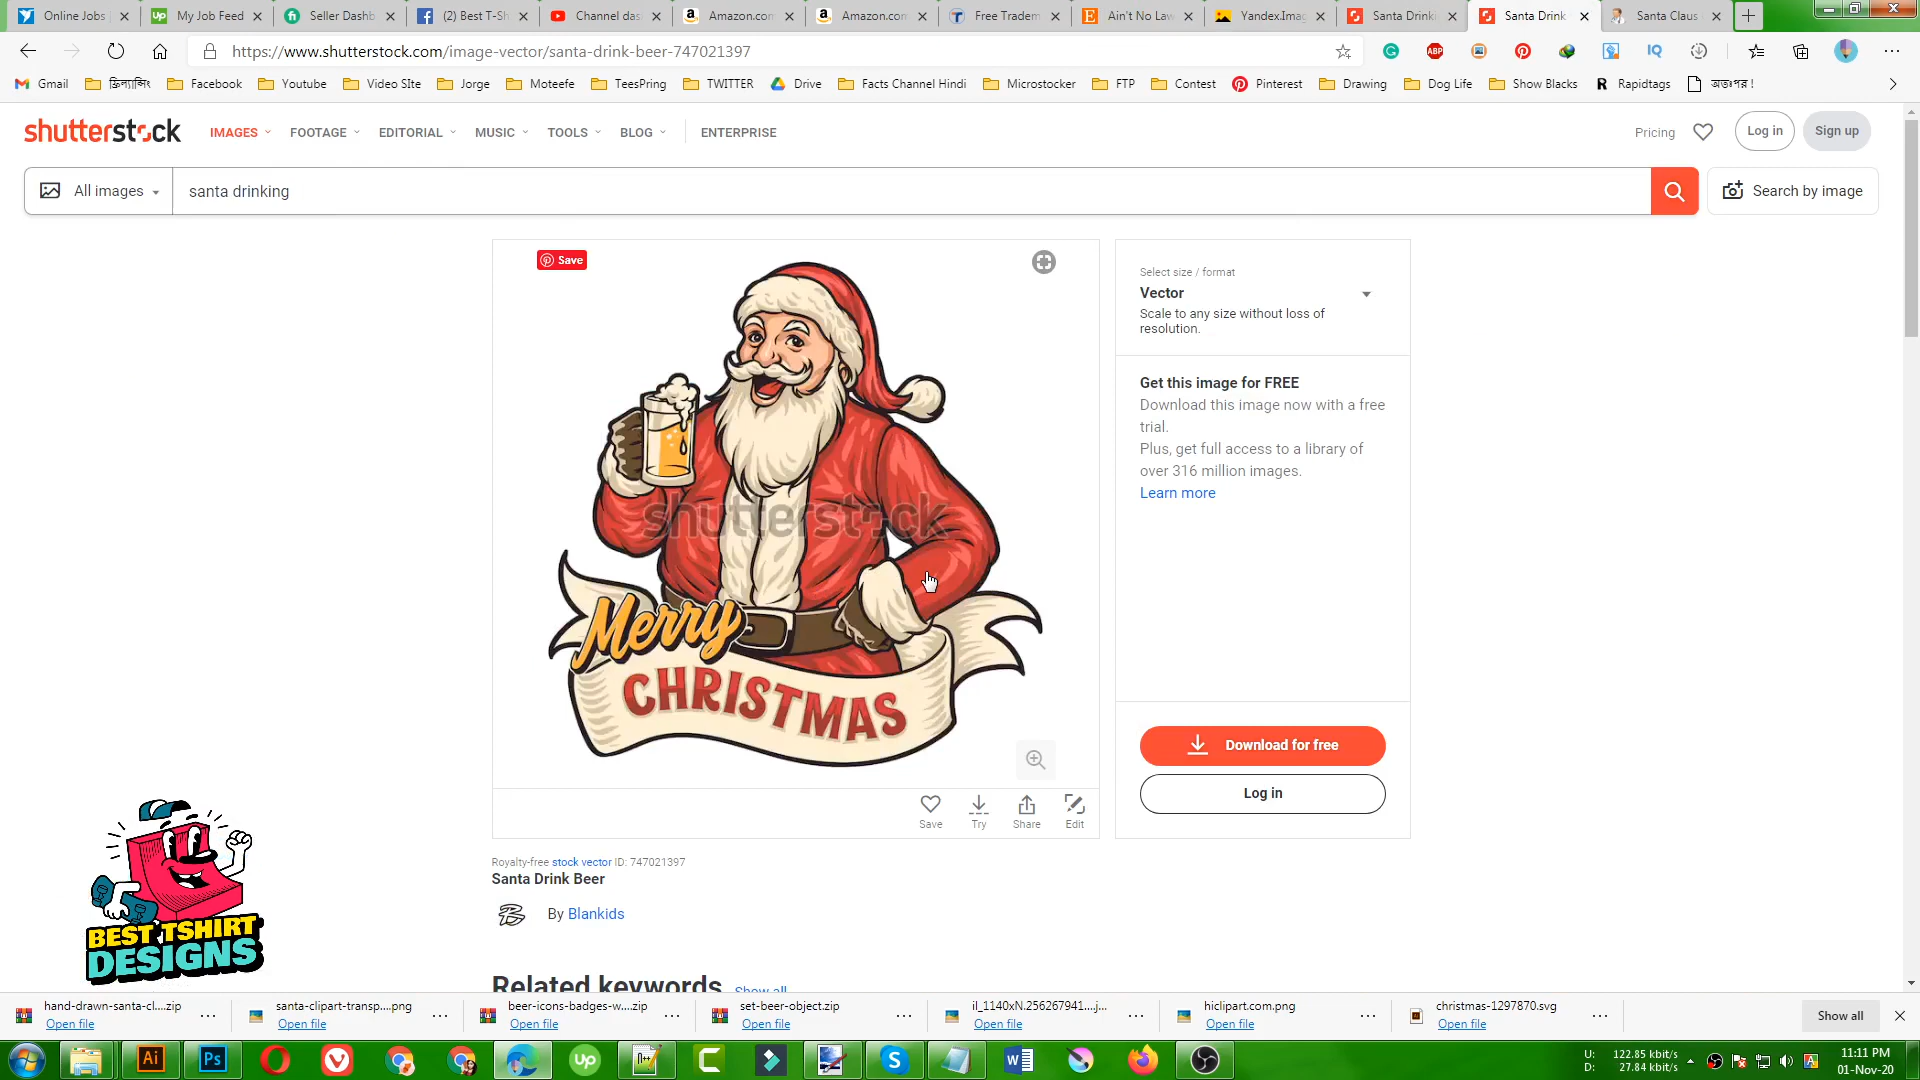 Online Jobs
My Job Feed
Seller Dashb
(2) Best T-Sh
Channel das
Amazon.com
Amazon.com
Free Tradem
Ain't No Law
Yandex.Imag
Santa Drinki
Santa Drink
Santa Claus
https://www.shutterstock.com/image-vector/santa-drink-beer-747021397
ABP
IQ
Gmail
ফ্রিল্যান্সিং
Facebook
Youtube
Video SIte
Jorge
Moteefe
TeesPring
TWITTER
Drive
Facts Channel Hindi
Microstocker
FTP
Contest
Pinterest
Drawing
Dog Life
Show Blacks
Rapidtags
অতঃপর !
shutterstock
IMAGES
FOOTAGE
EDITORIAL
MUSIC
TOOLS
BLOG
ENTERPRISE
Pricing
Log in
Sign up
All images
santa drinking
Search by image
Save
shutterstock
Merry
CHRISTMAS
Select size / format
Vector
Scale to any size without loss of
resolution.
Get this image for FREE
Download this image now with a free
trial.
Plus, get full access to a library of
over 316 million images.
Learn more
Download for free
Log in
Save
Try
Share
Edit
Royalty-free stock vector ID: 747021397
Santa Drink Beer
By Blankids
BEST TSHIRT
DESIGNS
Related keywords
Show all
hand-drawn-santa-cl....zip
Open file
santa-clipart-transp....png
Open file
beer-icons-badges-w....zip
Open file
set-beer-object.zip
Open file
il_1140xN.256267941....j...
Open file
hiclipart.com.png
Open file
christmas-1297870.svg
Open file
Show all
Ai
Ps
Up
U: 122.85 kbit/s
D: 27.84 kbit/s
11:11 PM
01-Nov-20